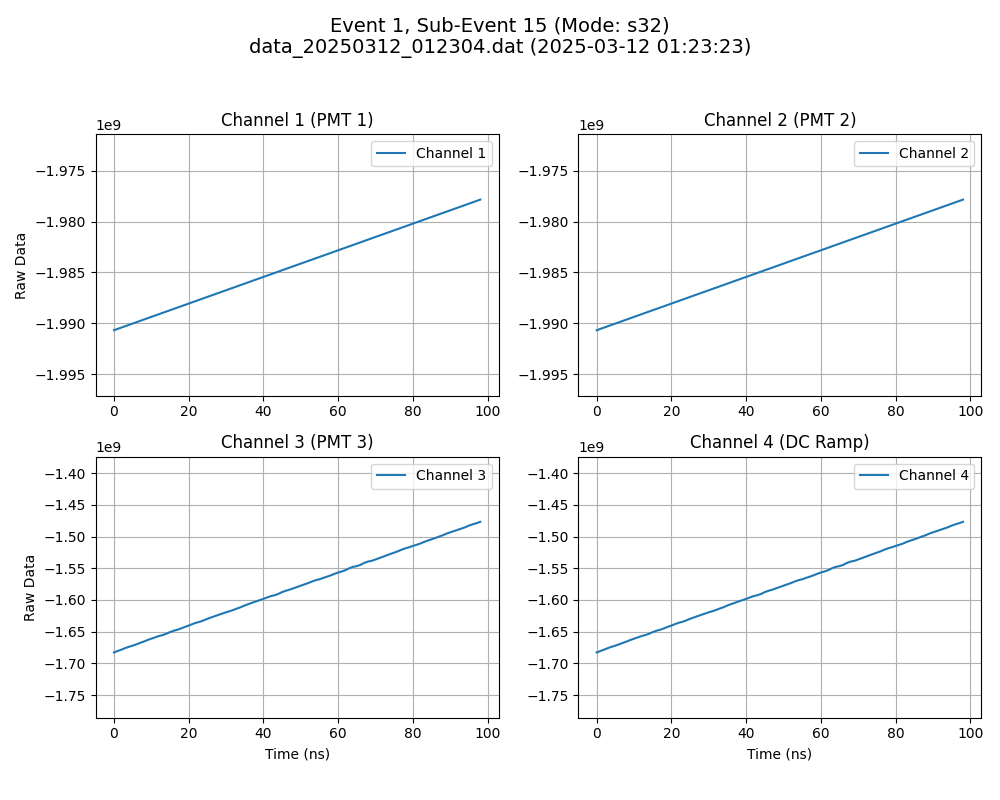 Event 1, Sub-Event 15 (Mode: s32)
data_20250312_012304.dat (2025-03-12 01:23:23)
Channel 1 (PMT 1)
1e9
Channel 1
−1.975
−1.980
−1.985
−1.990
−1.995
Raw Data
0 20 40 60 80 100
Channel 2 (PMT 2)
1e9
Channel 2
−1.975
−1.980
−1.985
−1.990
−1.995
0 20 40 60 80 100
Channel 3 (PMT 3)
1e9
Channel 3
−1.40
−1.45
−1.50
−1.55
−1.60
−1.65
−1.70
−1.75
Raw Data
0 20 40 60 80 100
Time (ns)
Channel 4 (DC Ramp)
1e9
Channel 4
−1.40
−1.45
−1.50
−1.55
−1.60
−1.65
−1.70
−1.75
0 20 40 60 80 100
Time (ns)